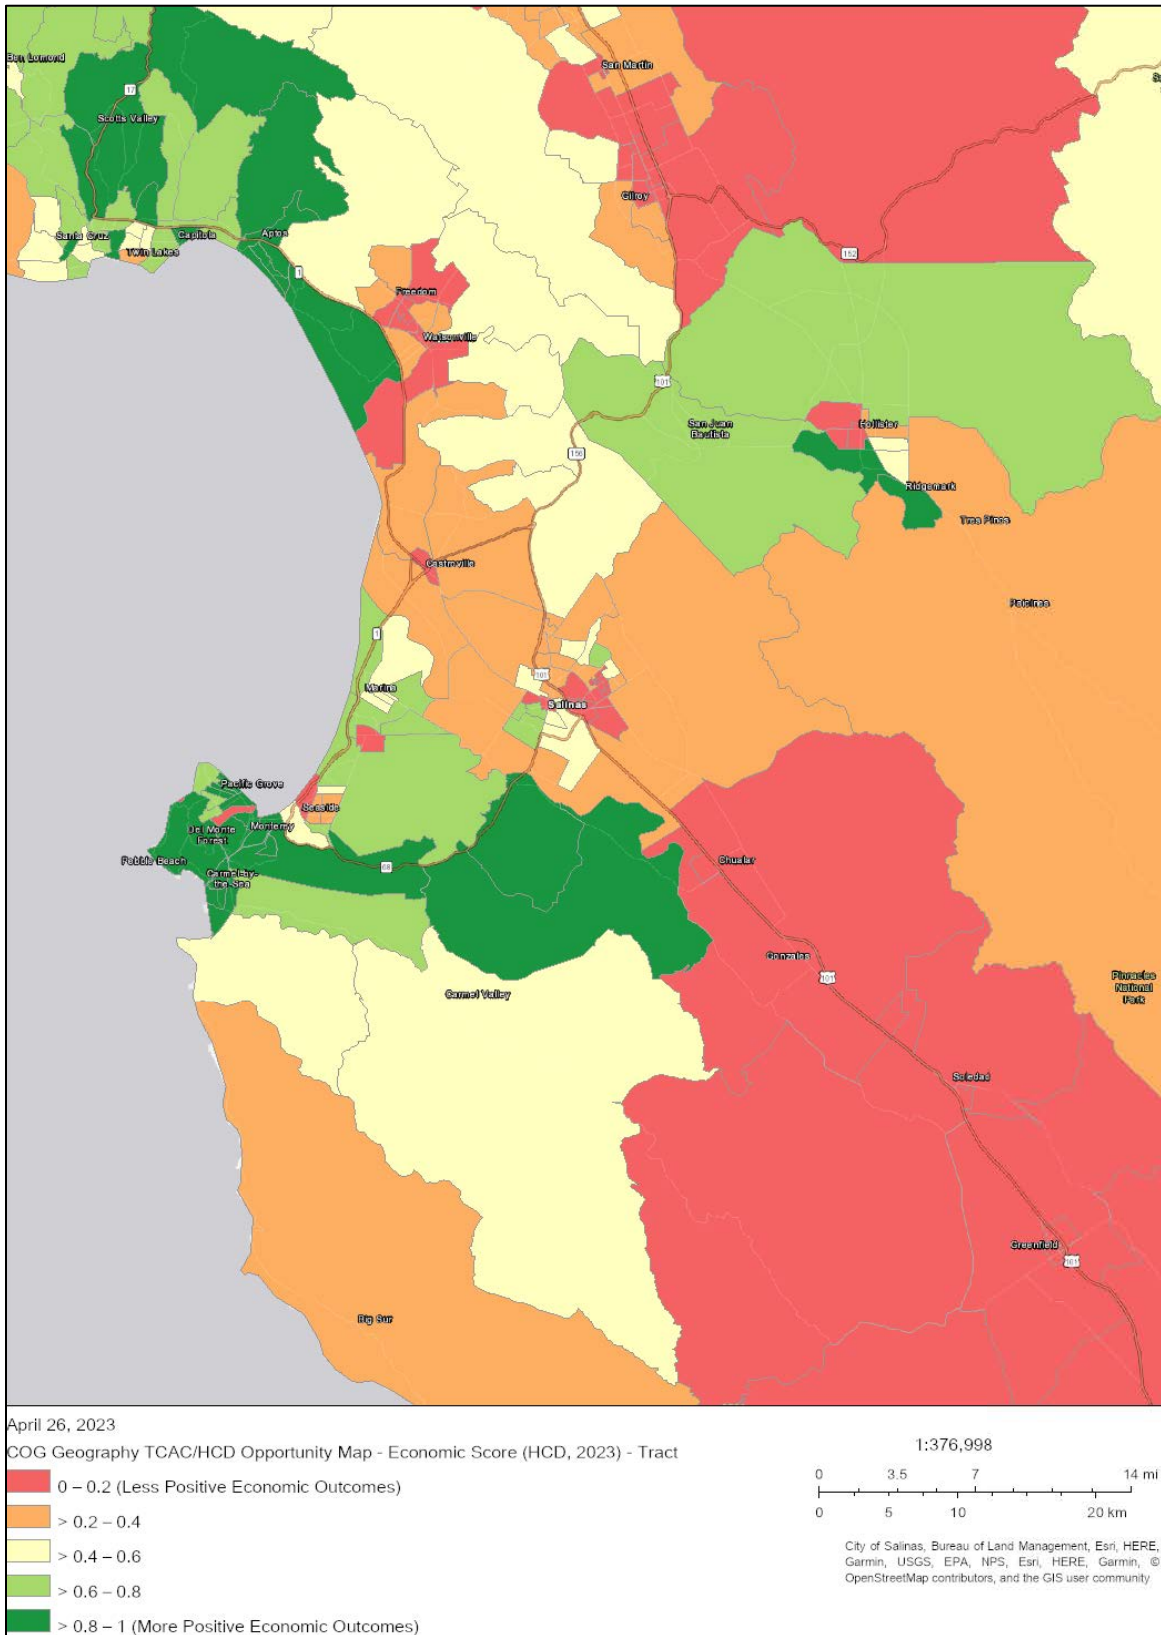 Ben Lomond
San Martin
17
Scotts Valley
Gilroy
Santa Cruz
Capitola
Aptos
Twin Lakes
152
1
Freedom
Watsonville
101
San Juan
Bautista
Hollister
156
Ridgemark
Tres Pinos
Castroville
Paicines
1
101
Marina
Salinas
Pacific Grove
Seaside
Del Monte
Forest
Monterey
Pebble Beach
68
Carmel-by-
the-Sea
Chualar
Gonzales
101
Pinnacles
National
Park
Carmel Valley
Soledad
Greenfield
101
Big Sur
April 26, 2023
COG Geography TCAC/HCD Opportunity Map - Economic Score (HCD, 2023) - Tract
0 – 0.2 (Less Positive Economic Outcomes)
> 0.2 – 0.4
> 0.4 – 0.6
> 0.6 – 0.8
> 0.8 – 1 (More Positive Economic Outcomes)
1:376,998
0 3.5 7 14 mi
0 5 10 20 km
City of Salinas, Bureau of Land Management, Esri, HERE,
Garmin, USGS, EPA, NPS, Esri, HERE, Garmin, ©
OpenStreetMap contributors, and the GIS user community